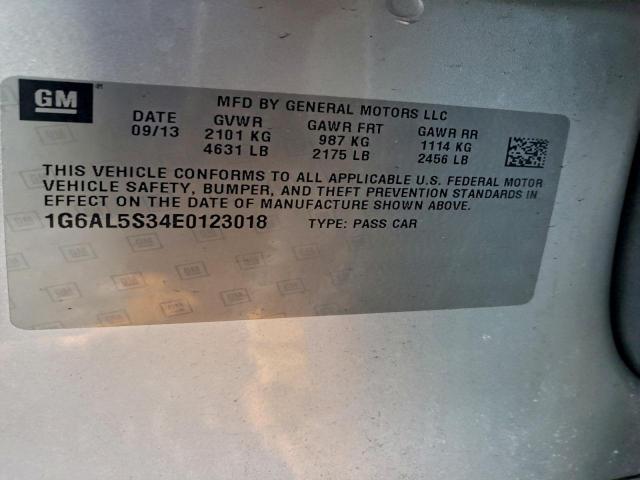 GM
MFD BY GENERAL MOTORS LLC
DATE GVWR GAWR FRT GAWR RR
09/13 2101 KG 987 KG 1114 KG
4631 LB 2175 LB 2456 LB
THIS VEHICLE CONFORMS TO ALL APPLICABLE U.S. FEDERAL MOTOR
VEHICLE SAFETY, BUMPER, AND THEFT PREVENTION STANDARDS IN
EFFECT ON THE DATE OF MANUFACTURE SHOWN ABOVE.
1G6AL5S34E0123018 TYPE: PASS CAR